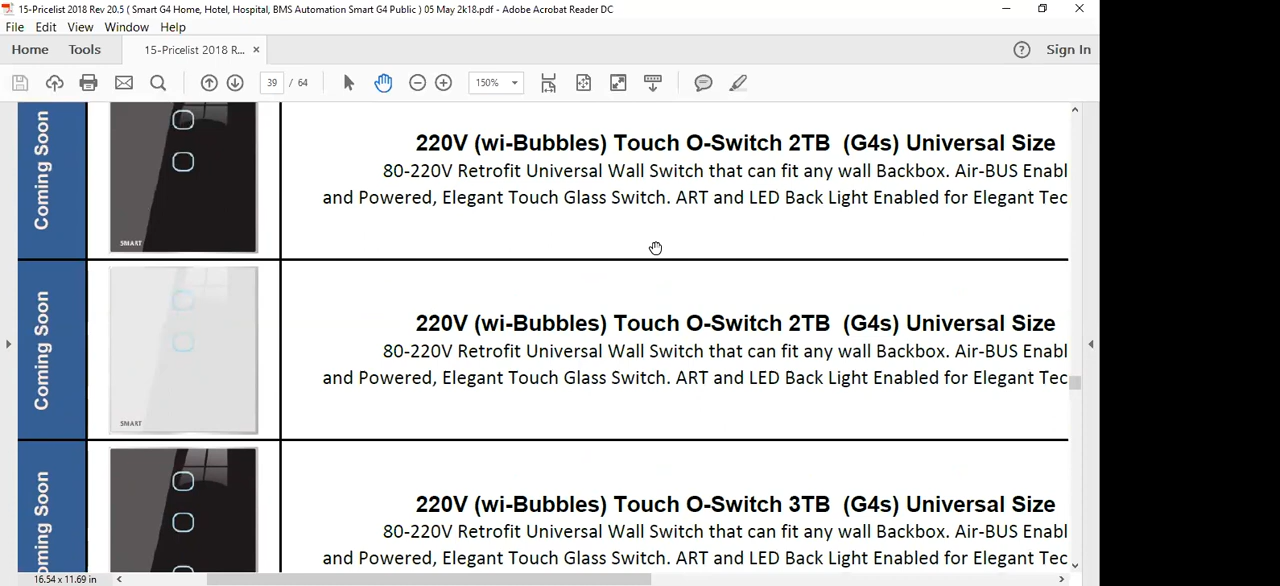 15-Pricelist 2018 Rev 20.5 ( Smart G4 Home, Hotel, Hospital, BMS Automation Smart G4 Public ) 05 May 2k18.pdf - Adobe Acrobat Reader DC
File Edit View Window Help
Home Tools 15-Pricelist 2018 R... × ? Sign In
39 / 64 150%
Coming Soon
220V (wi-Bubbles) Touch O-Switch 2TB (G4s) Universal Size
80-220V Retrofit Universal Wall Switch that can fit any wall Backbox. Air-BUS Enabl
and Powered, Elegant Touch Glass Switch. ART and LED Back Light Enabled for Elegant Tec
SMART
Coming Soon
220V (wi-Bubbles) Touch O-Switch 2TB (G4s) Universal Size
80-220V Retrofit Universal Wall Switch that can fit any wall Backbox. Air-BUS Enabl
and Powered, Elegant Touch Glass Switch. ART and LED Back Light Enabled for Elegant Tec
SMART
oming Soon
220V (wi-Bubbles) Touch O-Switch 3TB (G4s) Universal Size
80-220V Retrofit Universal Wall Switch that can fit any wall Backbox. Air-BUS Enabl
and Powered, Elegant Touch Glass Switch. ART and LED Back Light Enabled for Elegant Tec
16.54 x 11.69 in